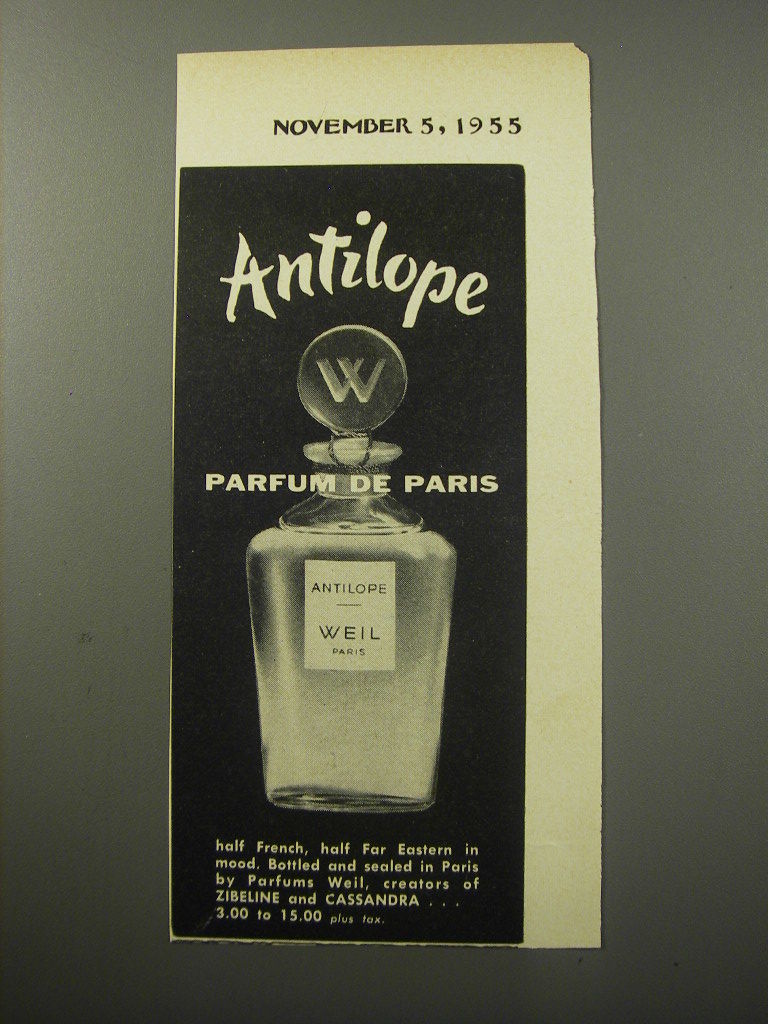 NOVEMBER 5, 1955
Antilope
W
PARFUM DE PARIS
ANTILOPE
WEIL
PARIS
half French, half Far Eastern in
mood. Bottled and sealed in Paris
by Parfums Weil, creators of
ZIBELINE and CASSANDRA . . .
3.00 to 15.00 plus tax.